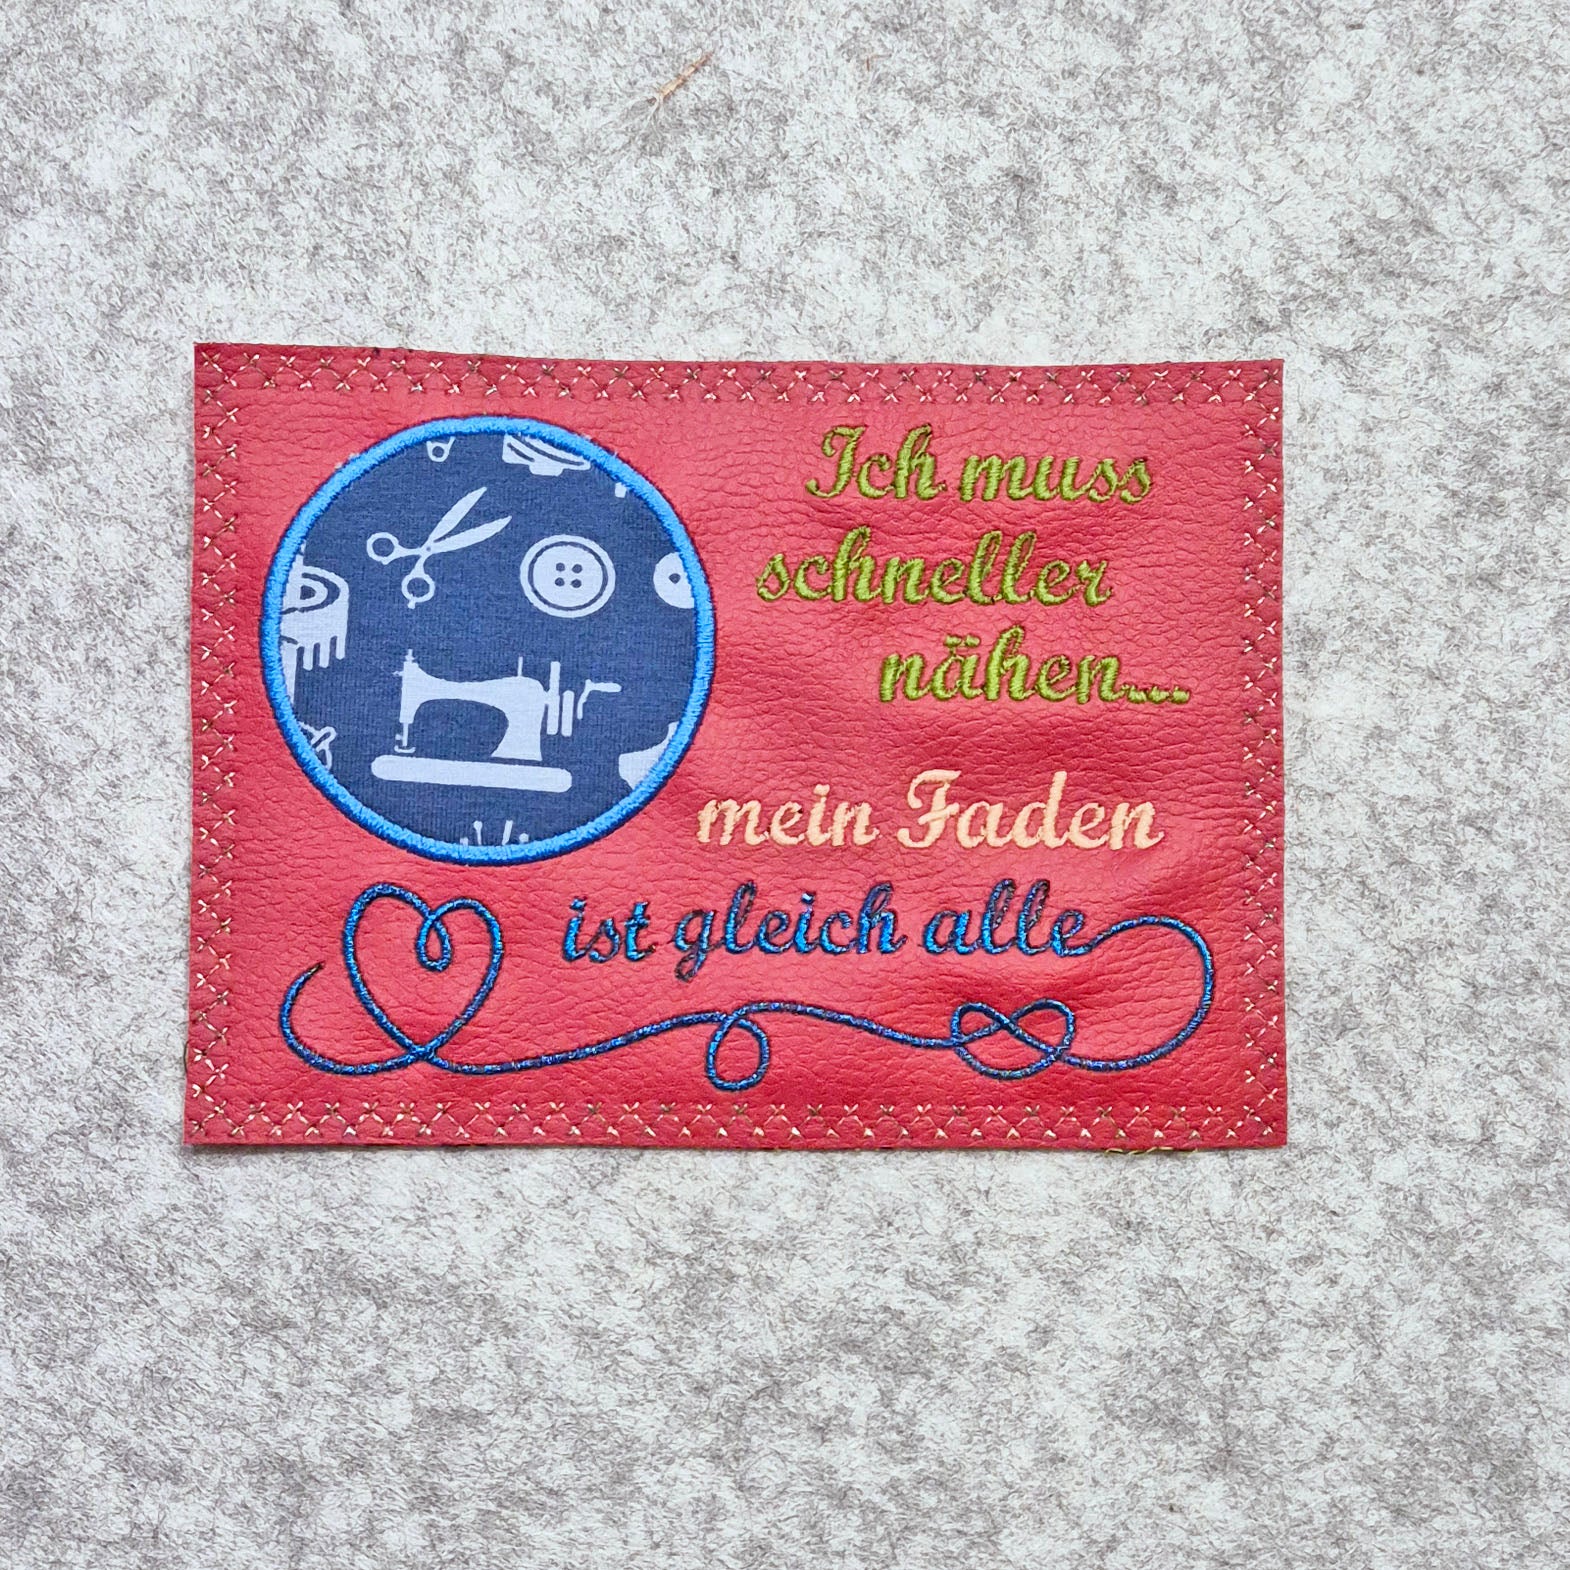 Ich muss
schneller
nähen...
mein Faden
ist gleich alle